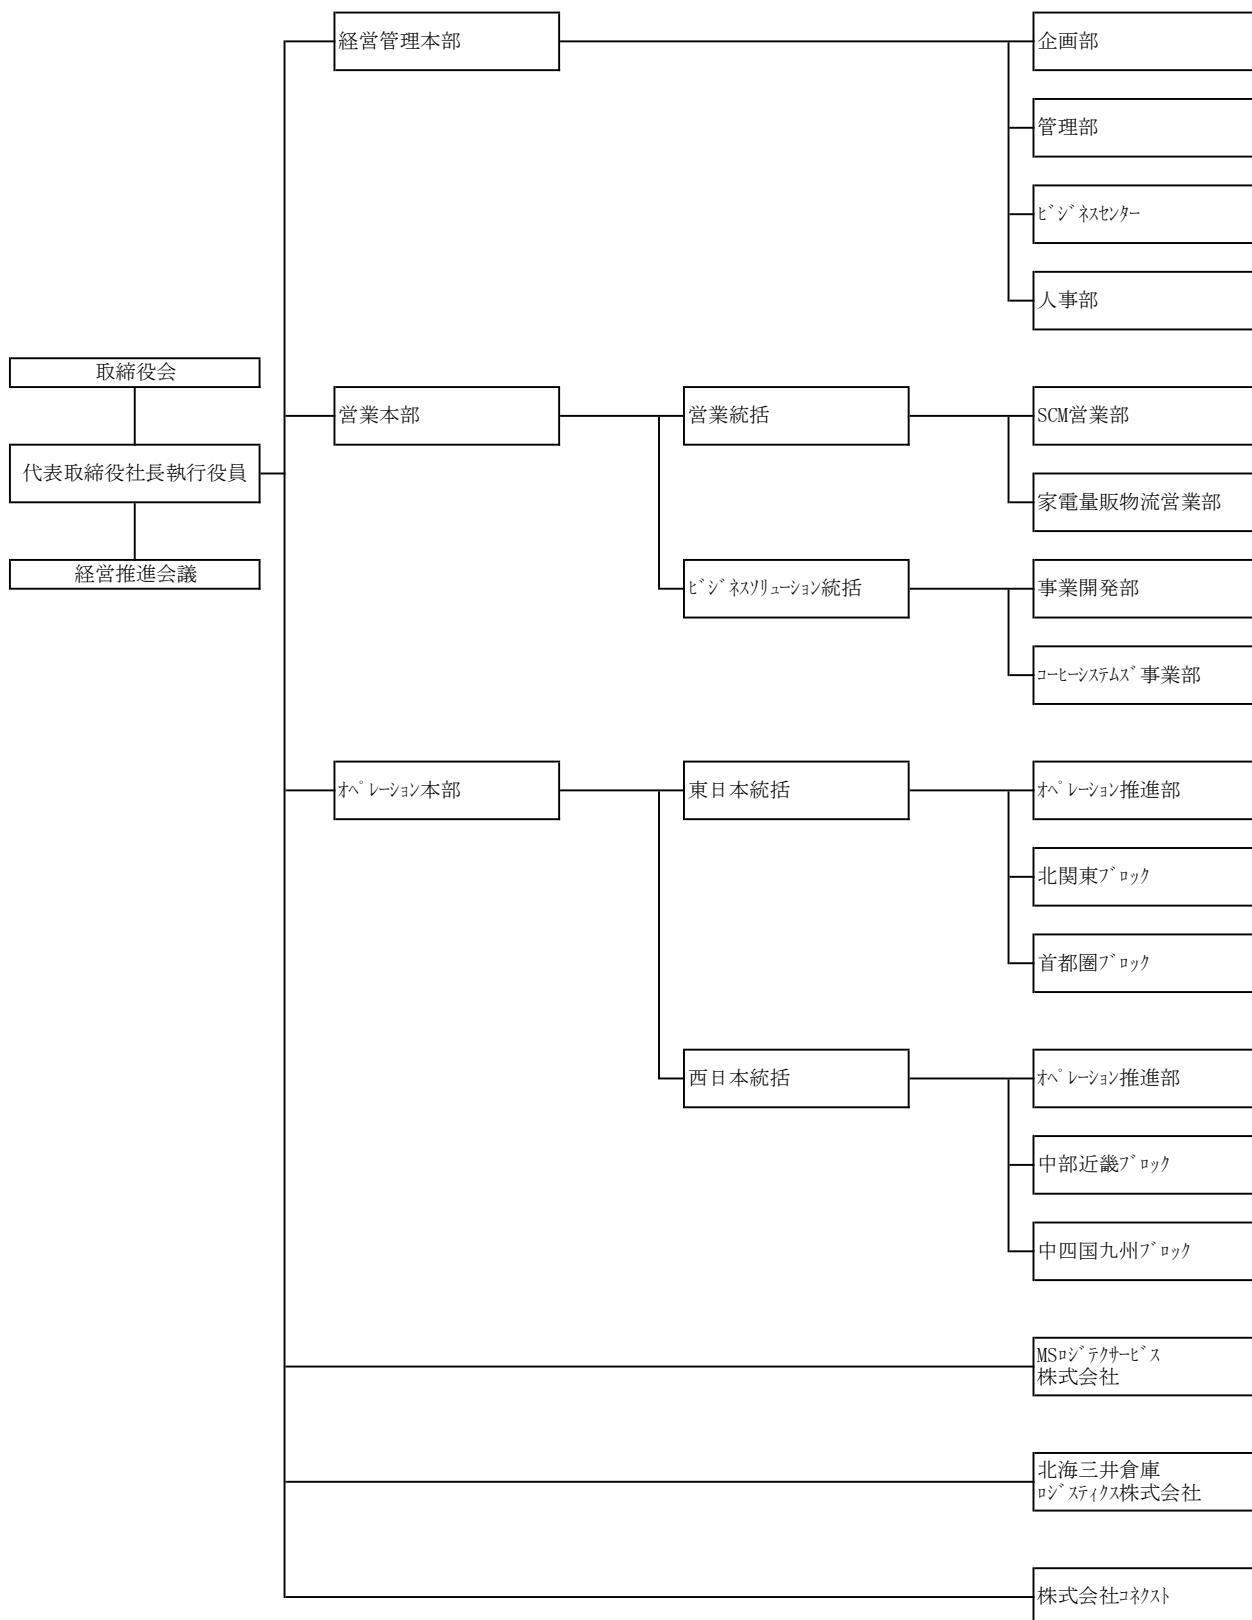 経営管理本部
企画部
管理部
ﾋﾞｼﾞﾈｽｾﾝﾀｰ
人事部
取締役会
代表取締役社長執行役員
経営推進会議
営業本部
営業統括
SCM営業部
家電量販物流営業部
ﾋﾞｼﾞﾈｽｿﾘｭｰｼｮﾝ統括
事業開発部
ｺｰﾋｰｼｽﾃﾑｽﾞ事業部
ｵﾍﾟﾚｰｼｮﾝ本部
東日本統括
ｵﾍﾟﾚｰｼｮﾝ推進部
北関東ﾌﾞﾛｯｸ
首都圏ﾌﾞﾛｯｸ
西日本統括
ｵﾍﾟﾚｰｼｮﾝ推進部
中部近畿ﾌﾞﾛｯｸ
中四国九州ﾌﾞﾛｯｸ
MSﾛｼﾞﾃｸｻｰﾋﾞｽ
株式会社
北海三井倉庫
ﾛｼﾞｽﾃｨｸｽ株式会社
株式会社ｺﾈｸｽﾄ